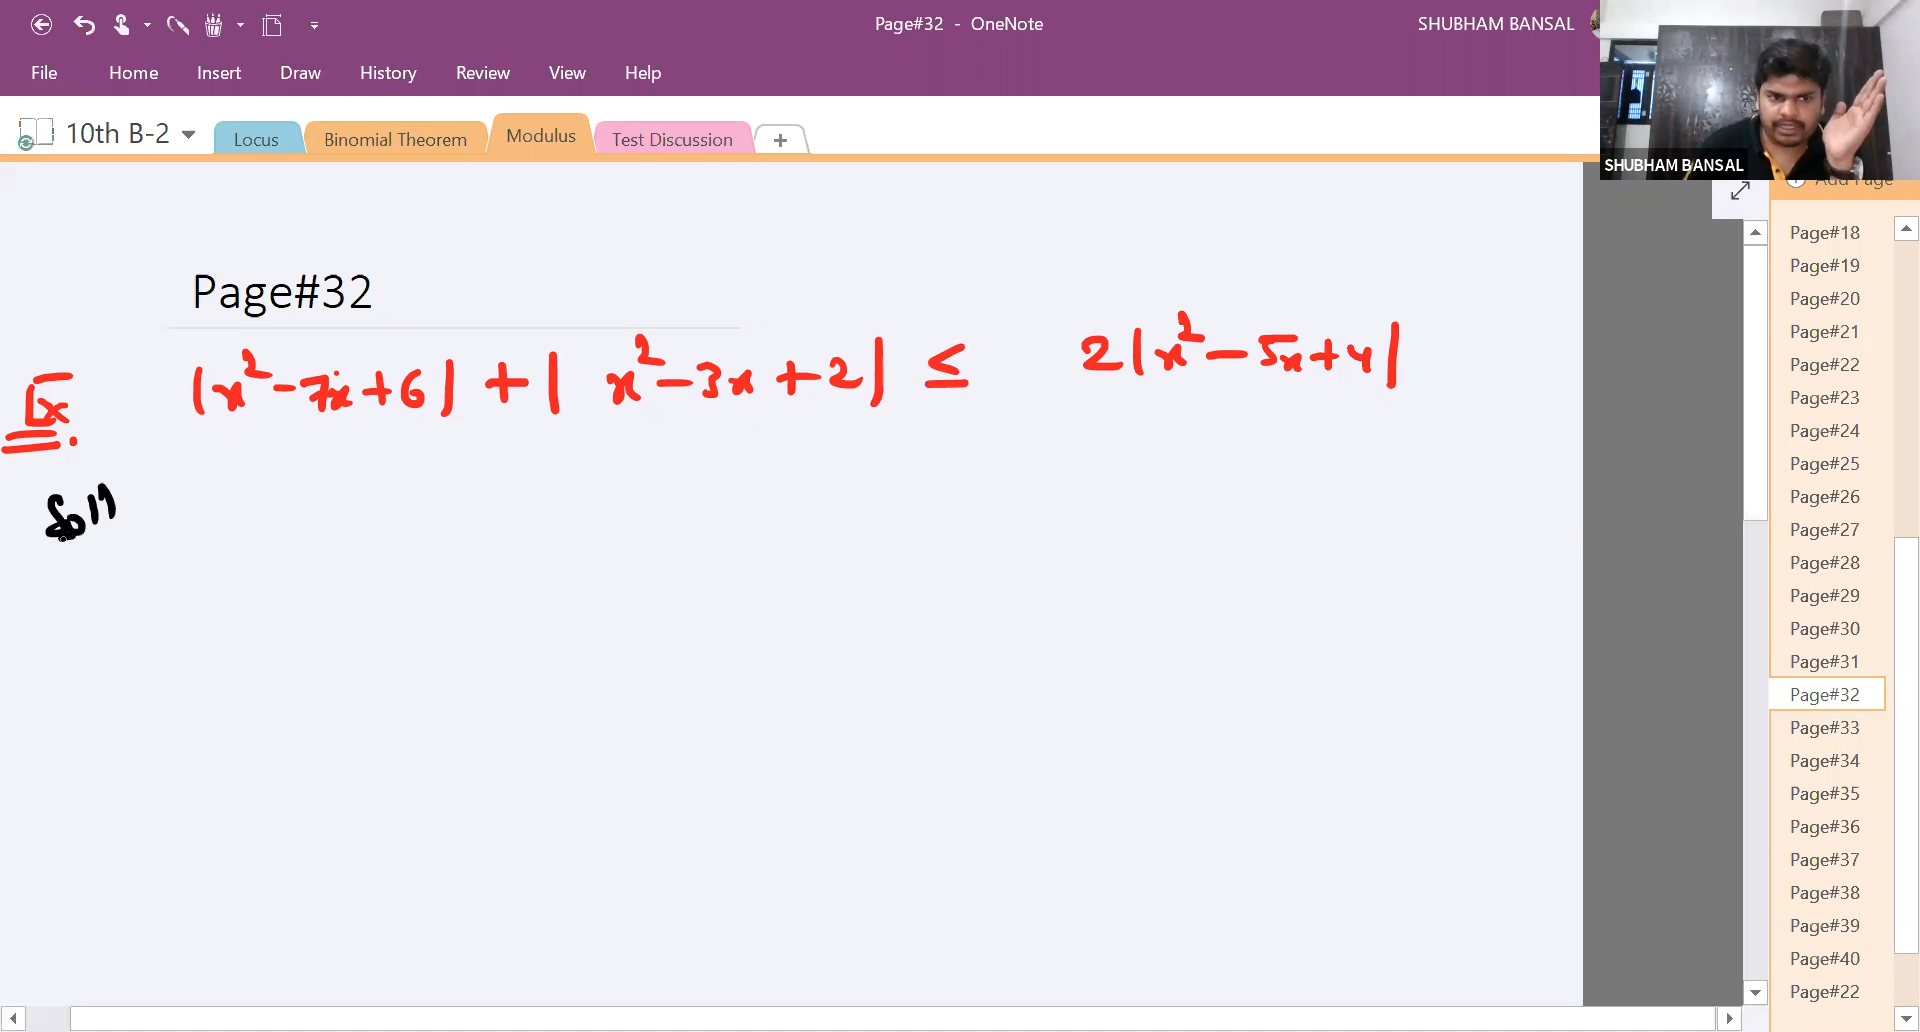 Page#32 - OneNote
SHUBHAM BANSAL
File Home Insert Draw History Review View Help
SHUBHAM BANSAL
10th B-2 Locus Binomial Theorem Modulus Test Discussion +
Add Page
Page#32
Ex. |x²-7x+6| + |x²-3x+2| ≤ 2|x²-5x+4|
Solⁿ
Page#18
Page#19
Page#20
Page#21
Page#22
Page#23
Page#24
Page#25
Page#26
Page#27
Page#28
Page#29
Page#30
Page#31
Page#32
Page#33
Page#34
Page#35
Page#36
Page#37
Page#38
Page#39
Page#40
Page#22